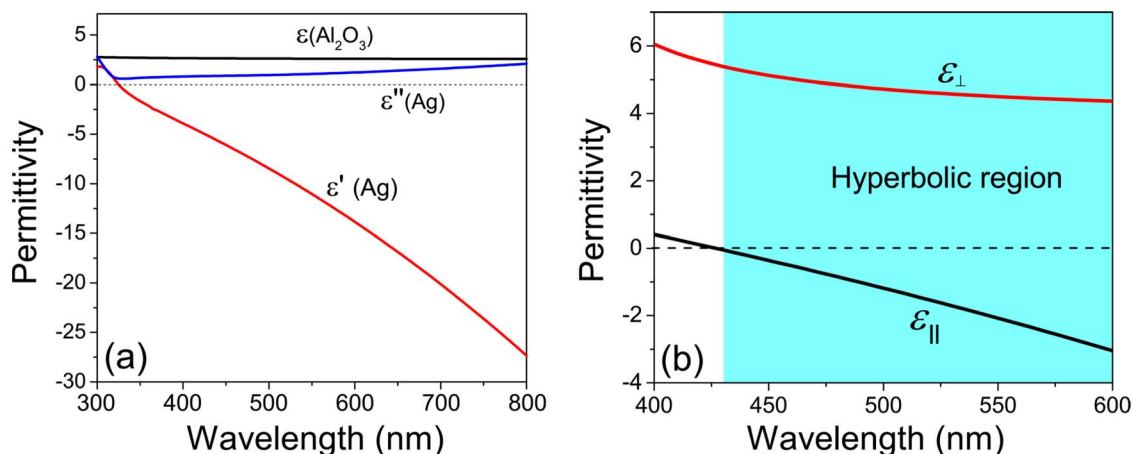 ε(Al₂O₃)
ε''(Ag)
ε' (Ag)
5
0
-5
-10
-15
-20
-25
-30
300 400 500 600 700 800
Permittivity
Wavelength (nm)
(a)
ε⊥
Hyperbolic region
ε||
6
4
2
0
-2
-4
400 450 500 550 600
Permittivity
Wavelength (nm)
(b)